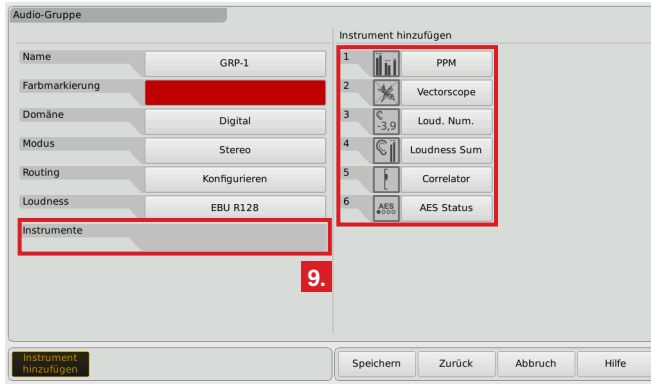 Audio-Gruppe
Name
GRP-1
Farbmarkierung
Domäne
Digital
Modus
Stereo
Routing
Konfigurieren
Loudness
EBU R128
Instrumente
9.
Instrument hinzufügen
1
PPM
2
Vectorscope
3
-3,9
Loud. Num.
4
Loudness Sum
5
Correlator
6
AES
AES Status
Instrument
hinzufügen
Speichern
Zurück
Abbruch
Hilfe